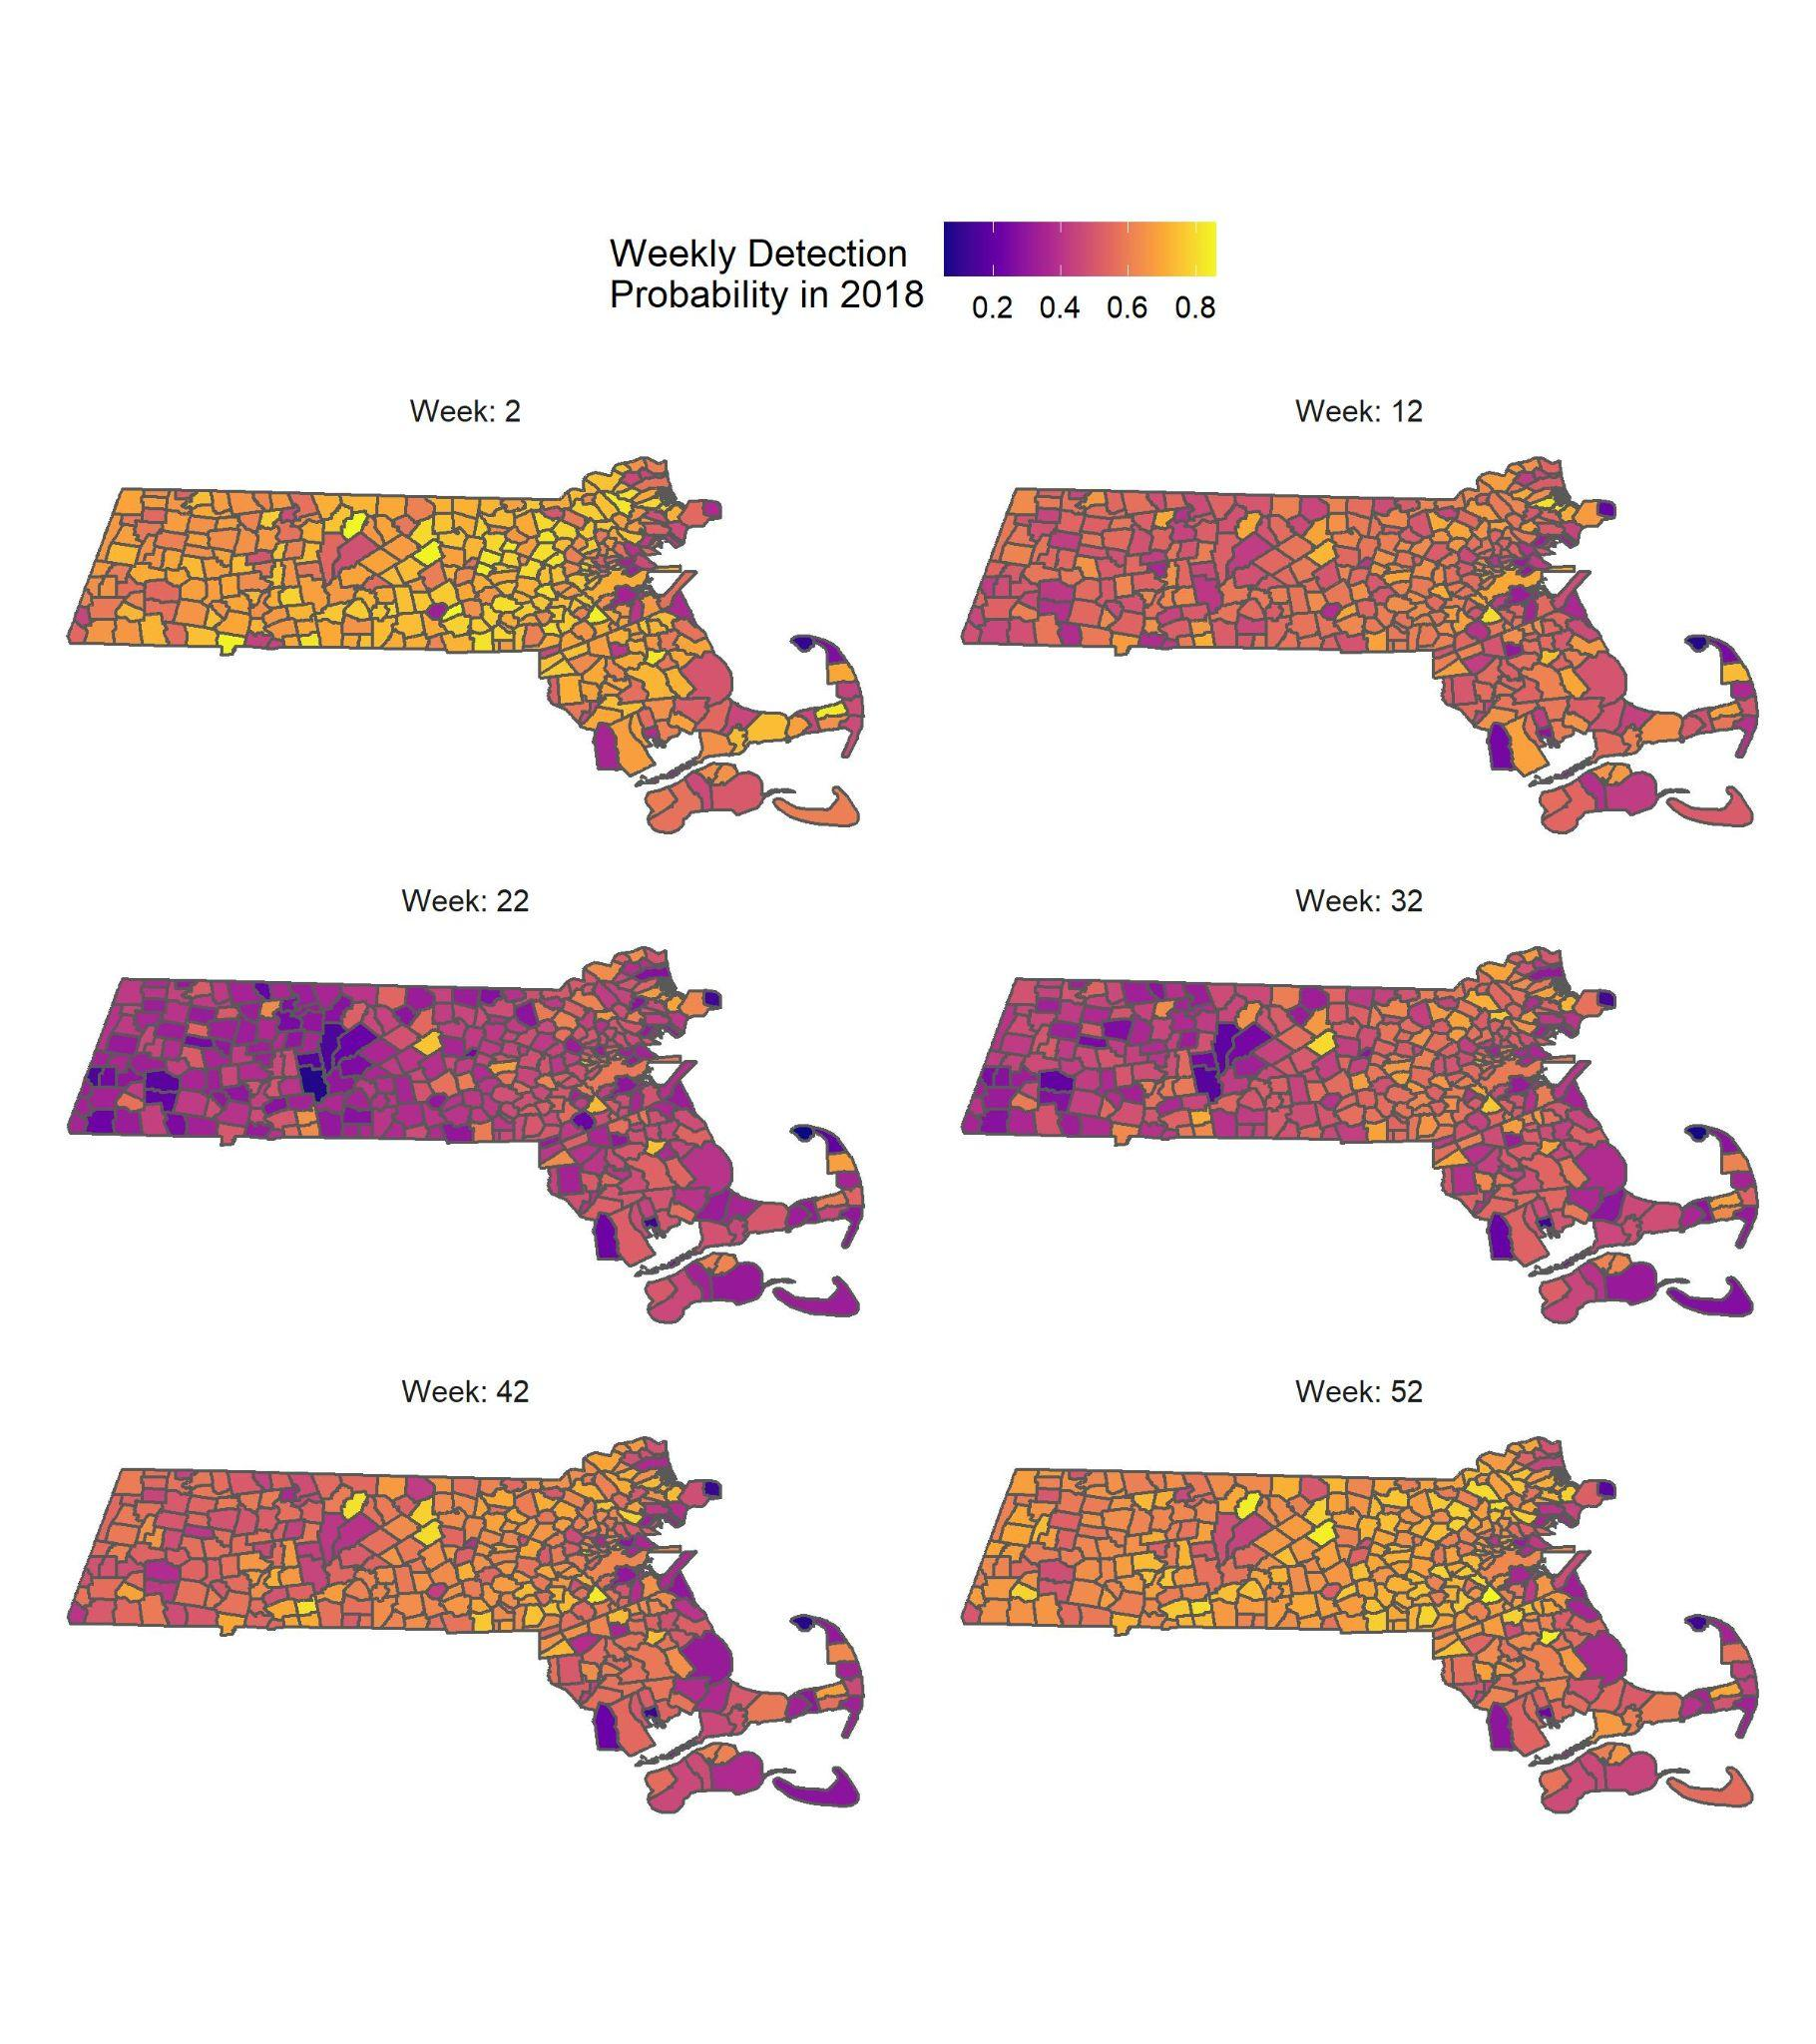 Weekly Detection
Probability in 2018
0.2 0.4 0.6 0.8
Week: 2
Week: 12
Week: 22
Week: 32
Week: 42
Week: 52